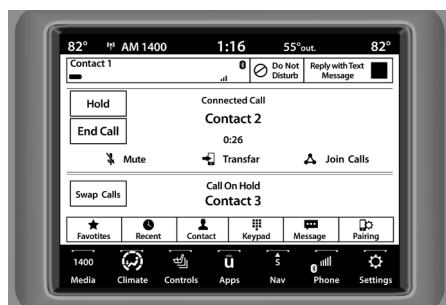 82° AM 1400 1:16 55°out. 82°
Contact 1
Do Not
Disturb
Reply with Text
Message
Hold
Connected Call
End Call
Contact 2
0:26
Mute Transfar Join Calls
Swap Calls
Call On Hold
Contact 3
Favotites Recent Contact Keypad Message Pairing
1400 ū S
Media Climate Controls Apps Nav Phone Settings